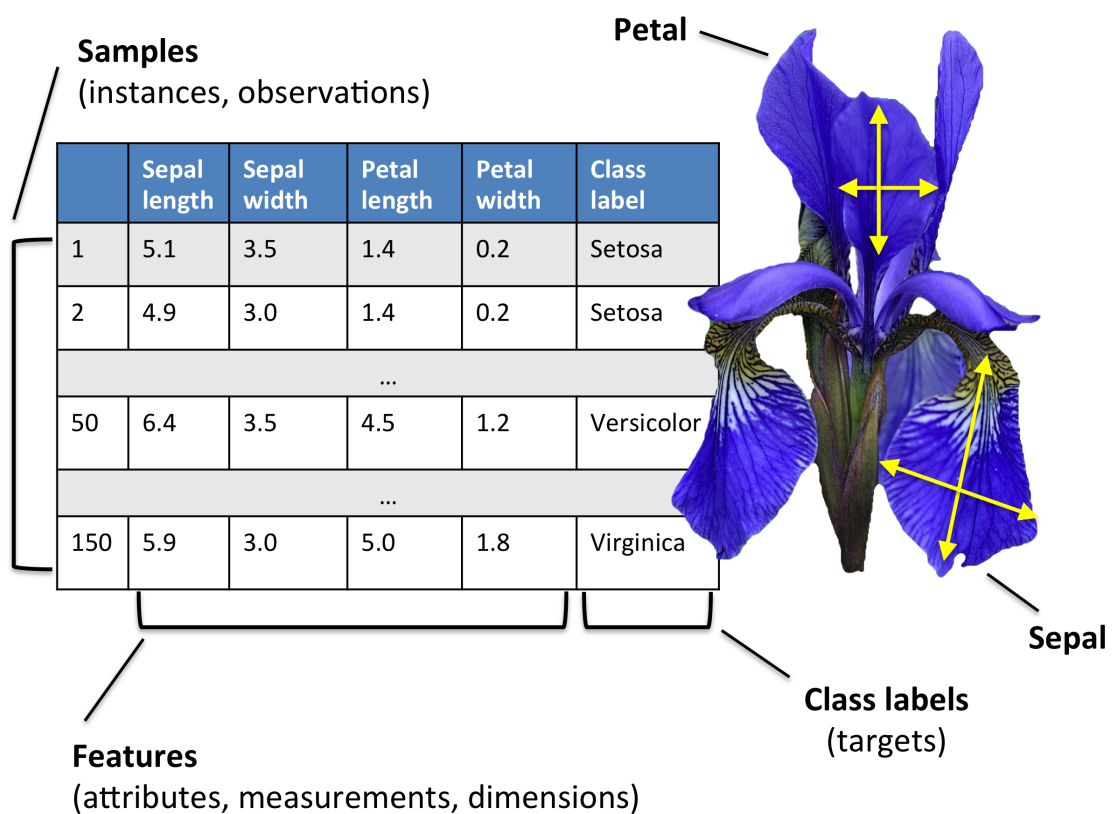 Petal
Samples
(instances, observations)
Sepal length Sepal width Petal length Petal width Class label
1 5.1 3.5 1.4 0.2 Setosa
2 4.9 3.0 1.4 0.2 Setosa
...
50 6.4 3.5 4.5 1.2 Versicolor
...
150 5.9 3.0 5.0 1.8 Virginica
Sepal
Class labels
(targets)
Features
(attributes, measurements, dimensions)